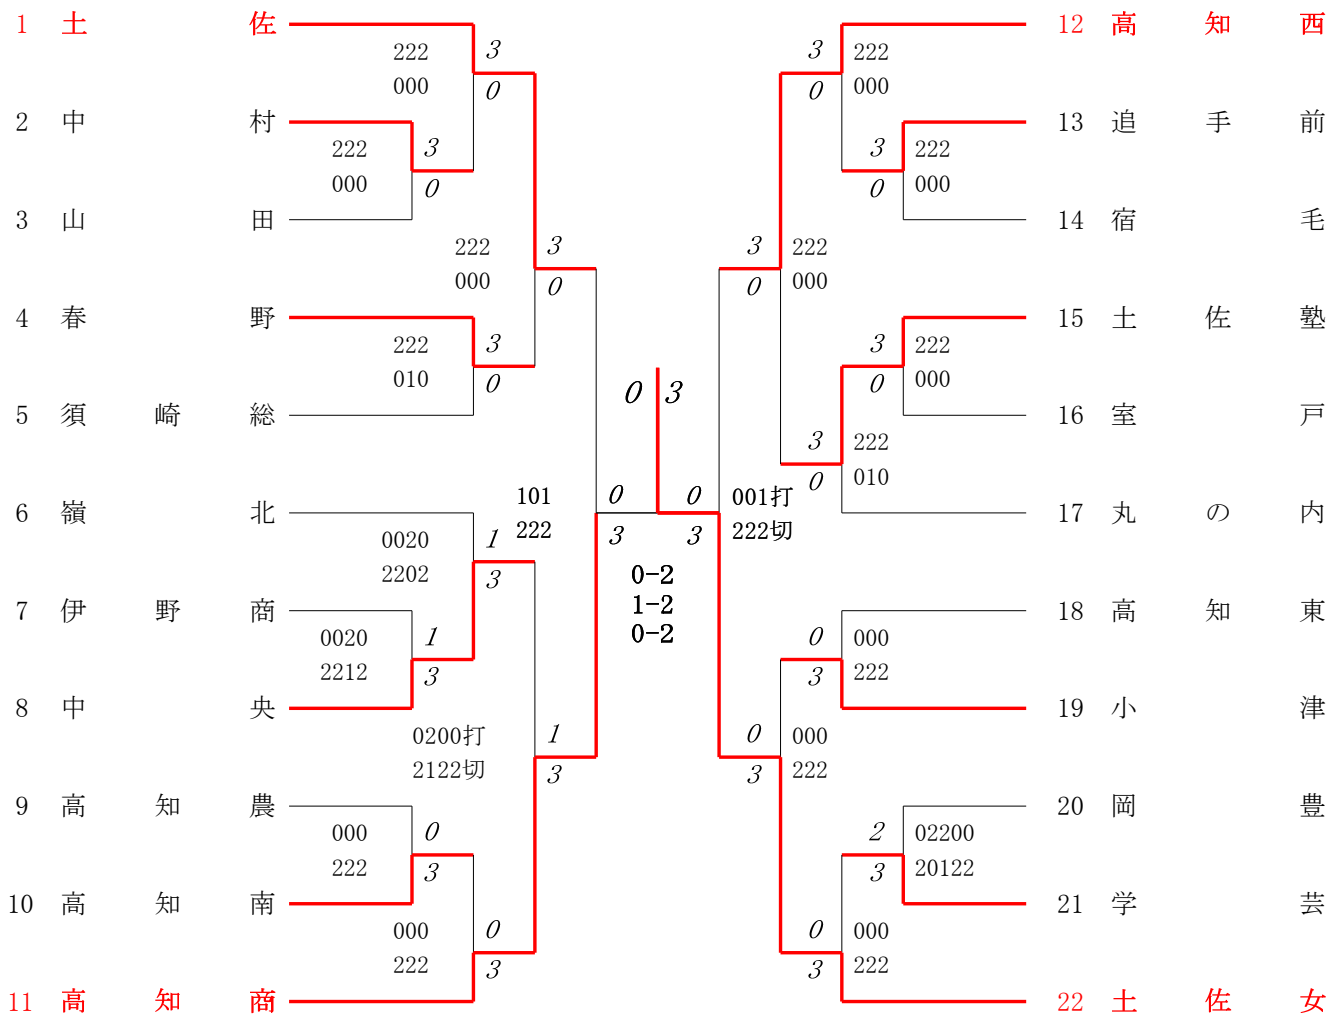 1 土佐
222 3
000 0
2 中村
222 3
000 0
3 山田
222 3
000 0
4 春野
222 3
010 0
5 須崎総
6 嶺北
0020 1
2202 3
7 伊野商
0020 1
2212 3
8 中央
0200打 1
2122切 3
9 高知農
000 0
222 3
10 高知南
000 0
222 3
11 高知商
101 0
222 3
0 3
0-2
1-2
0-2
0 001打
3 222切
12 高知西
3 222
0 000
13 追手前
3 222
0 000
14 宿毛
3 222
0 000
15 土佐塾
3 222
0 000
16 室戸
3 222
0 010
17 丸の内
18 高知東
0 000
3 222
19 小津
0 000
3 222
20 岡豊
2 02200
3 20122
21 学芸
0 000
3 222
22 土佐女